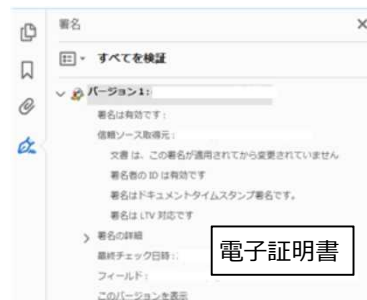 署名
すべてを検証
バージョン 1:
署名は有効です:
信頼ソース取得元:
文書 は、この署名が適用されてから変更されていません
署名者の ID は有効です
署名はドキュメントタイムスタンプ署名です。
署名は LTV 対応です
署名の詳細
最終チェック日時:
フィールド:
このバージョンを表示
電子証明書